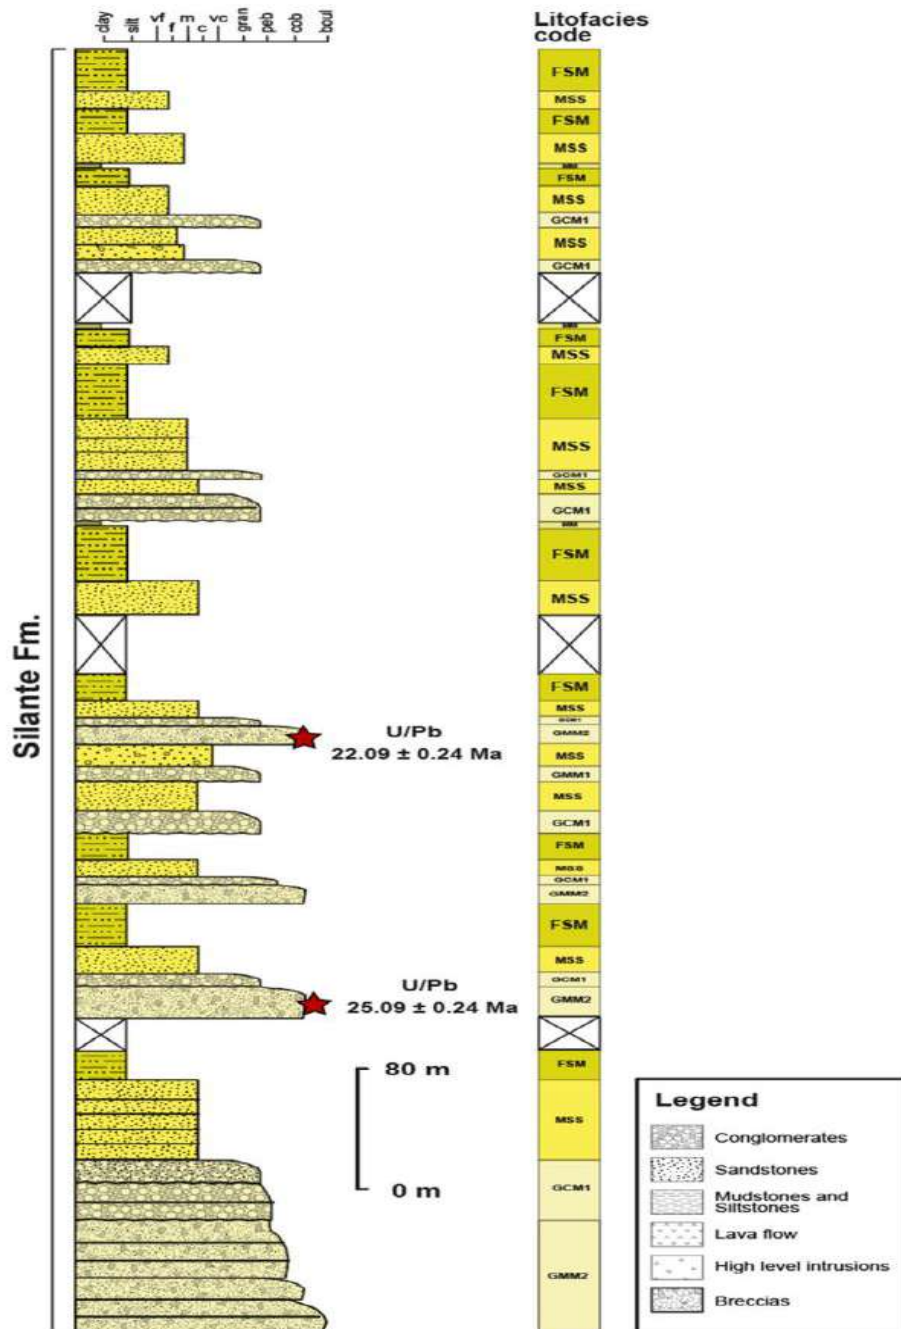 clay
silt
vf
f
m
c
vc
gran
peb
cob
boul
Litofacies
code
Silante Fm.
FSM
MSS
FSM
MSS
FSM
MSS
GCM1
MSS
GCM1
FSM
MSS
FSM
MSS
GCM1
MSS
GCM1
FSM
MSS
FSM
MSS
GCM1
GMM2
MSS
GMM1
MSS
GCM1
FSM
MSS
GCM1
GMM2
FSM
MSS
GCM1
GMM2
FSM
MSS
GCM1
GMM2
U/Pb
22.09 ± 0.24 Ma
U/Pb
25.09 ± 0.24 Ma
80 m
0 m
Legend
Conglomerates
Sandstones
Mudstones and
Siltstones
Lava flow
High level intrusions
Breccias